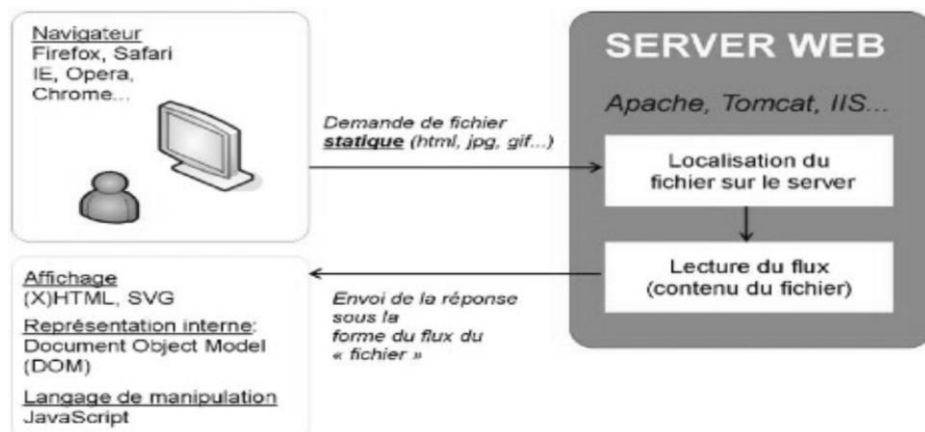 Navigateur
Firefox, Safari
IE, Opera,
Chrome...
Demande de fichier
statique (html, jpg, gif...)
SERVER WEB
Apache, Tomcat, IIS...
Localisation du
fichier sur le server
Lecture du flux
(contenu du fichier)
Envoi de la réponse
sous la
forme du flux du
« fichier »
Affichage
(X)HTML, SVG
Représentation interne:
Document Object Model
(DOM)
Langage de manipulation
JavaScript